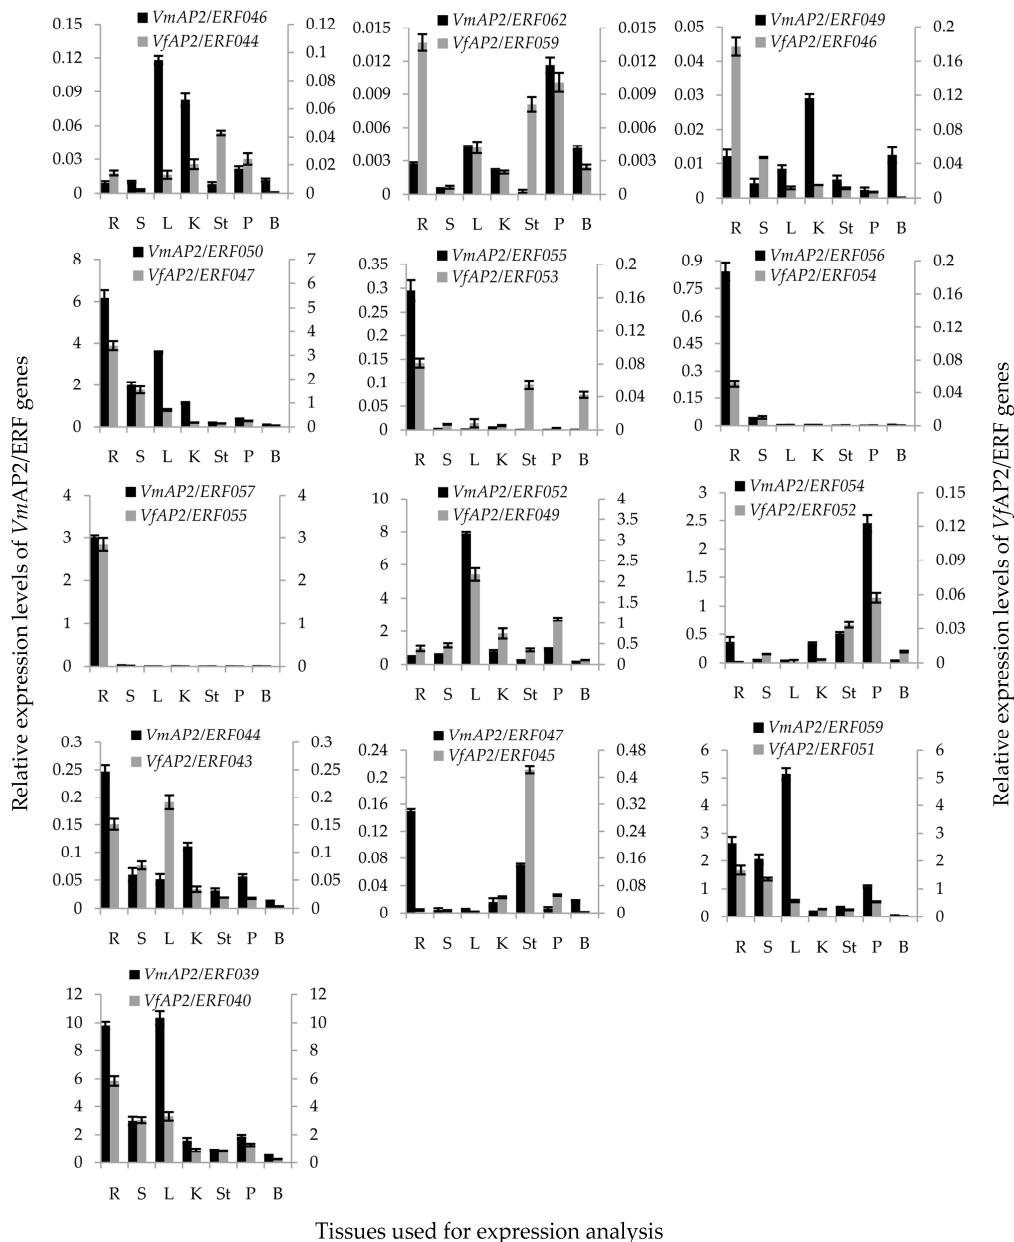 VmAP2/ERF046
VfAP2/ERF044
0.15 0.12 0.09 0.06 0.03 0
0.12 0.1 0.08 0.06 0.04 0.02 0
R S L K St P B
VmAP2/ERF062
VfAP2/ERF059
0.015 0.012 0.009 0.006 0.003 0
0.015 0.012 0.009 0.006 0.003 0
R S L K St P B
VmAP2/ERF049
VfAP2/ERF046
0.05 0.04 0.03 0.02 0.01 0
0.2 0.16 0.12 0.08 0.04 0
R S L K St P B
VmAP2/ERF050
VfAP2/ERF047
8 6 4 2 0
7 6 5 4 3 2 1 0
R S L K St P B
VmAP2/ERF055
VfAP2/ERF053
0.35 0.3 0.25 0.2 0.15 0.1 0.05 0
0.2 0.16 0.12 0.08 0.04 0
R S L K St P B
VmAP2/ERF056
VfAP2/ERF054
0.9 0.75 0.6 0.45 0.3 0.15 0
0.2 0.16 0.12 0.08 0.04 0
R S L K St P B
VmAP2/ERF057
VfAP2/ERF055
4 3 2 1 0
4 3 2 1 0
R S L K St P B
VmAP2/ERF052
VfAP2/ERF049
10 8 6 4 2 0
4 3.5 3 2.5 2 1.5 1 0.5 0
R S L K St P B
VmAP2/ERF054
VfAP2/ERF052
3 2.5 2 1.5 1 0.5 0
0.15 0.12 0.09 0.06 0.03 0
R S L K St P B
VmAP2/ERF044
VfAP2/ERF043
0.3 0.25 0.2 0.15 0.1 0.05 0
0.3 0.25 0.2 0.15 0.1 0.05 0
R S L K St P B
VmAP2/ERF047
VfAP2/ERF045
0.24 0.2 0.16 0.12 0.08 0.04 0
0.48 0.4 0.32 0.24 0.16 0.08 0
R S L K St P B
VmAP2/ERF059
VfAP2/ERF051
6 5 4 3 2 1 0
6 5 4 3 2 1 0
R S L K St P B
VmAP2/ERF039
VfAP2/ERF040
12 10 8 6 4 2 0
12 10 8 6 4 2 0
R S L K St P B
Relative expression levels of VmAP2/ERF genes
Relative expression levels of VfAP2/ERF genes
Tissues used for expression analysis